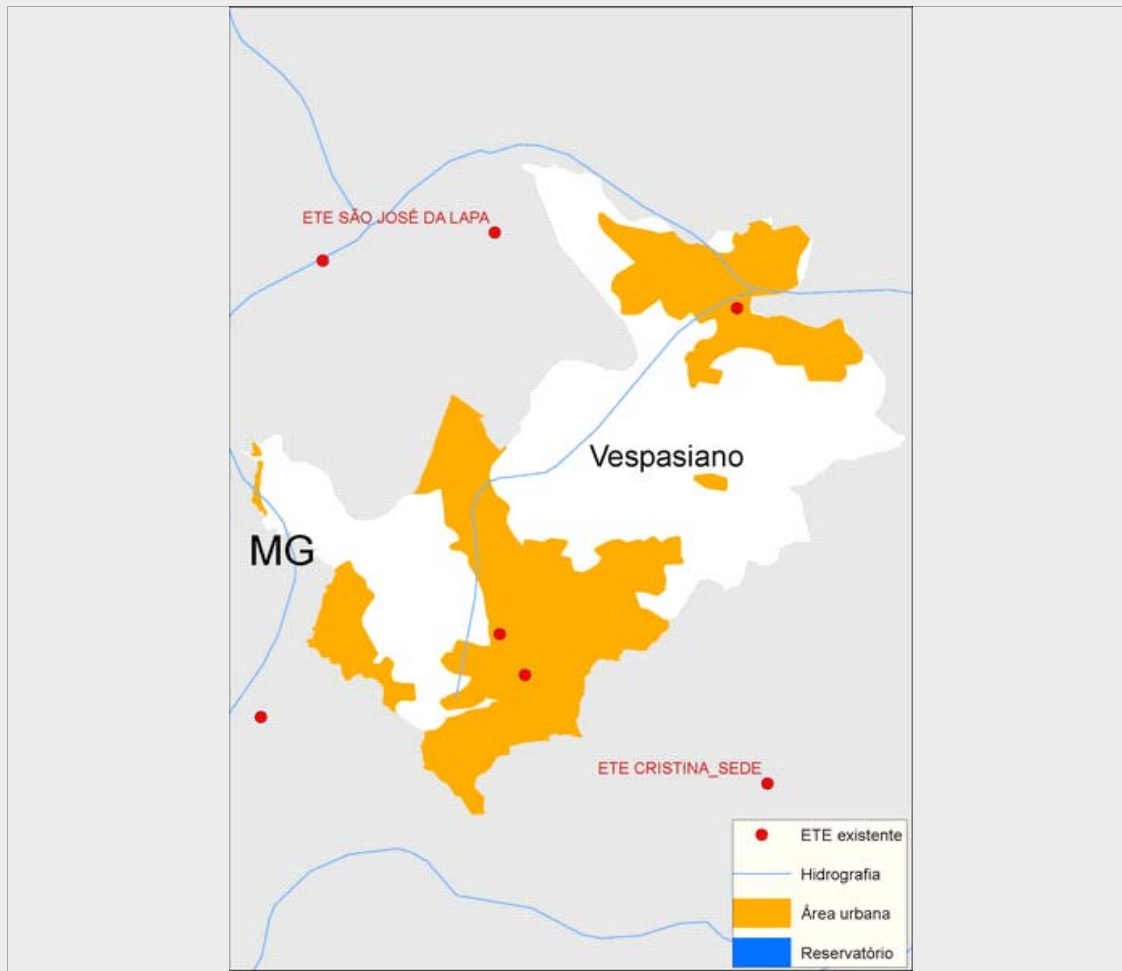 ETE SÃO JOSÉ DA LAPA
Vespasiano
MG
ETE CRISTINA_SEDE
ETE existente
Hidrografia
Área urbana
Reservatório